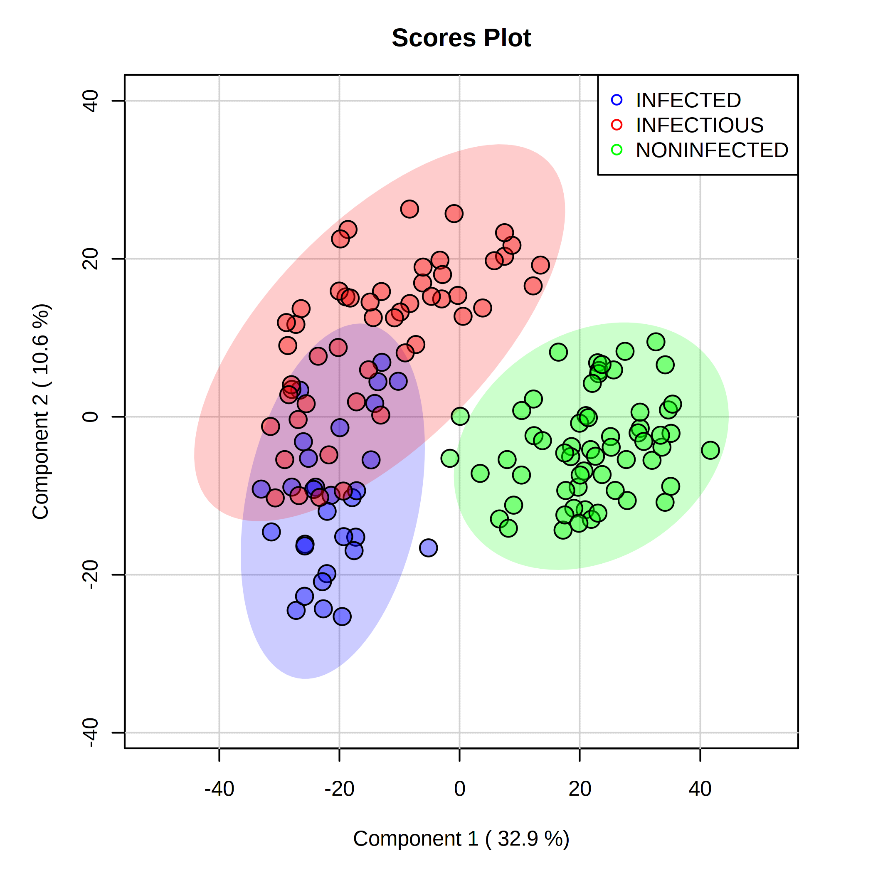 Scores Plot
INFECTED
INFECTIOUS
NONINFECTED
40
20
0
-20
-40
Component 2 ( 10.6 %)
-40 -20 0 20 40
Component 1 ( 32.9 %)